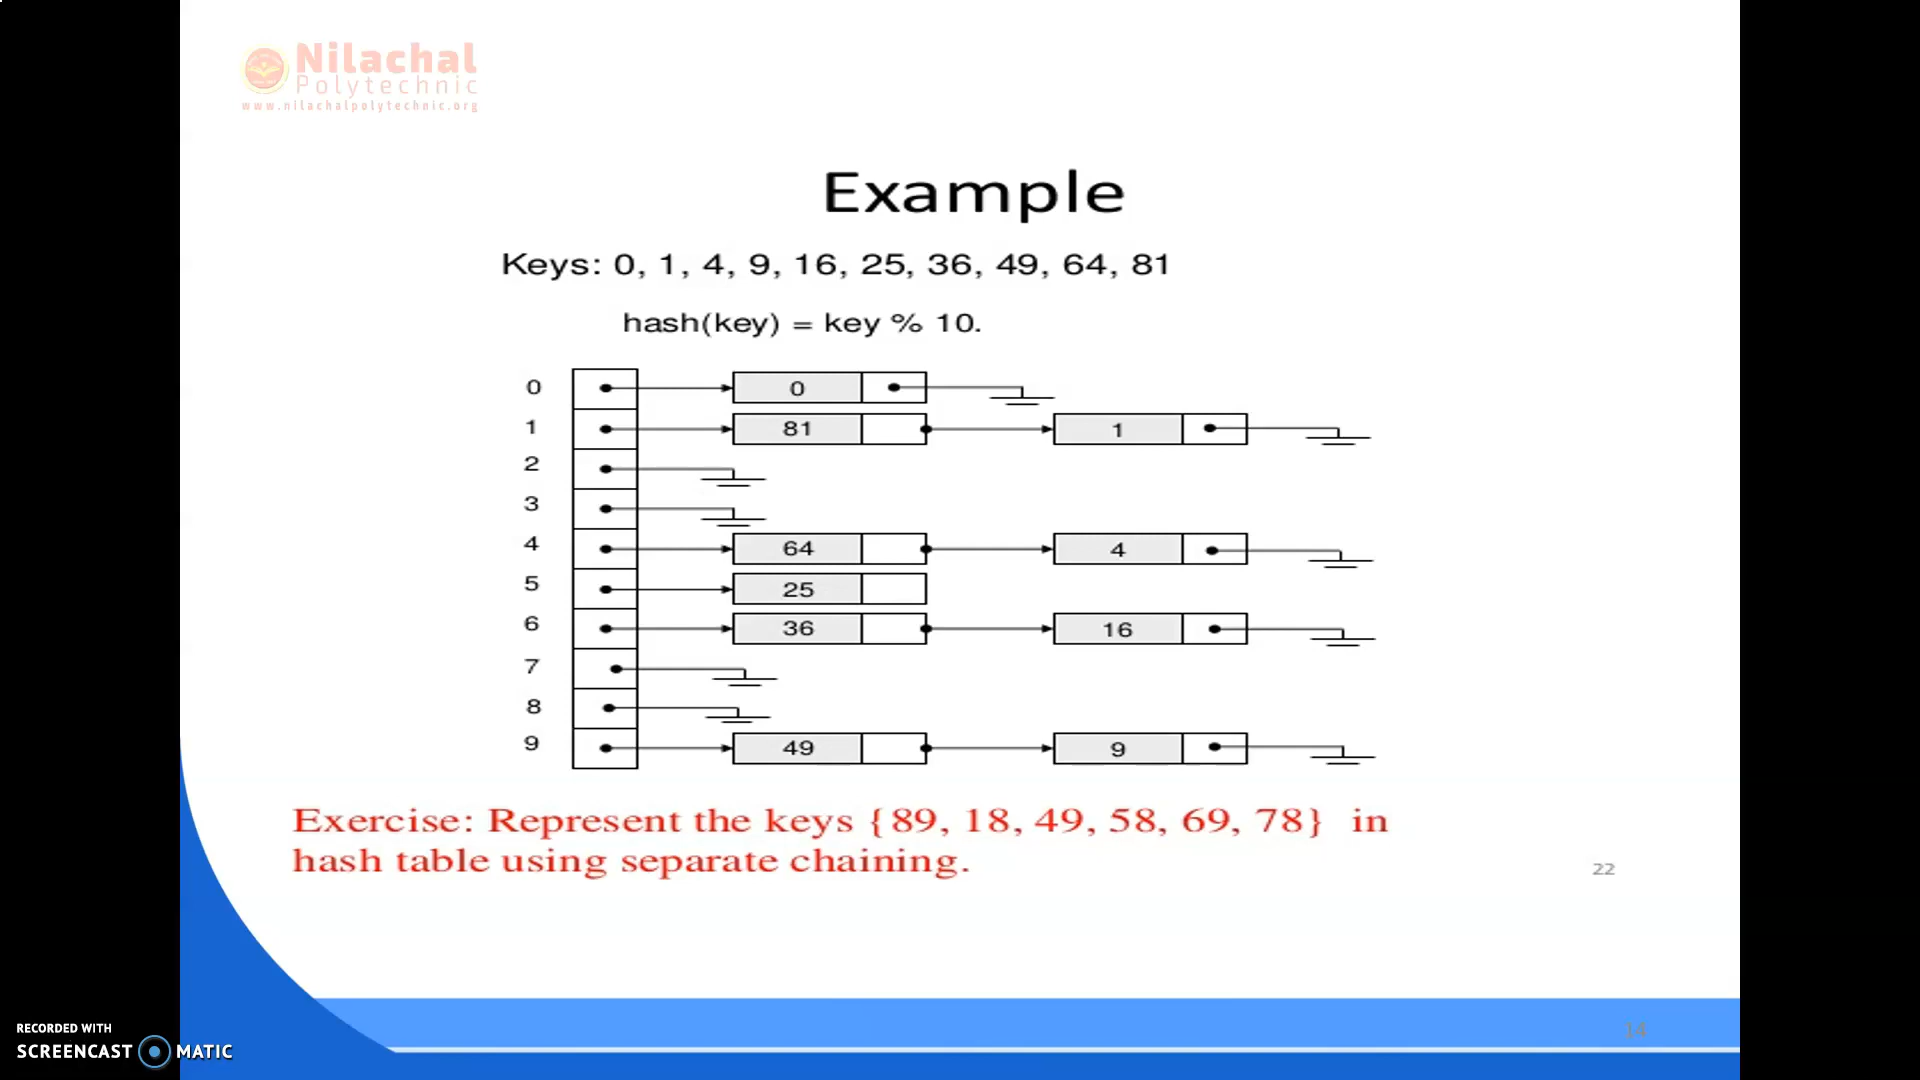 Nilachal
Polytechnic
www.nilachalpolytechnic.org
Example
Keys: 0, 1, 4, 9, 16, 25, 36, 49, 64, 81
hash(key) = key % 10.
0 0
1 81 1
2
3
4 64 4
5 25
6 36 16
7
8
9 49 9
Exercise: Represent the keys {89, 18, 49, 58, 69, 78} in
hash table using separate chaining.
22
14
RECORDED WITH
SCREENCAST MATIC